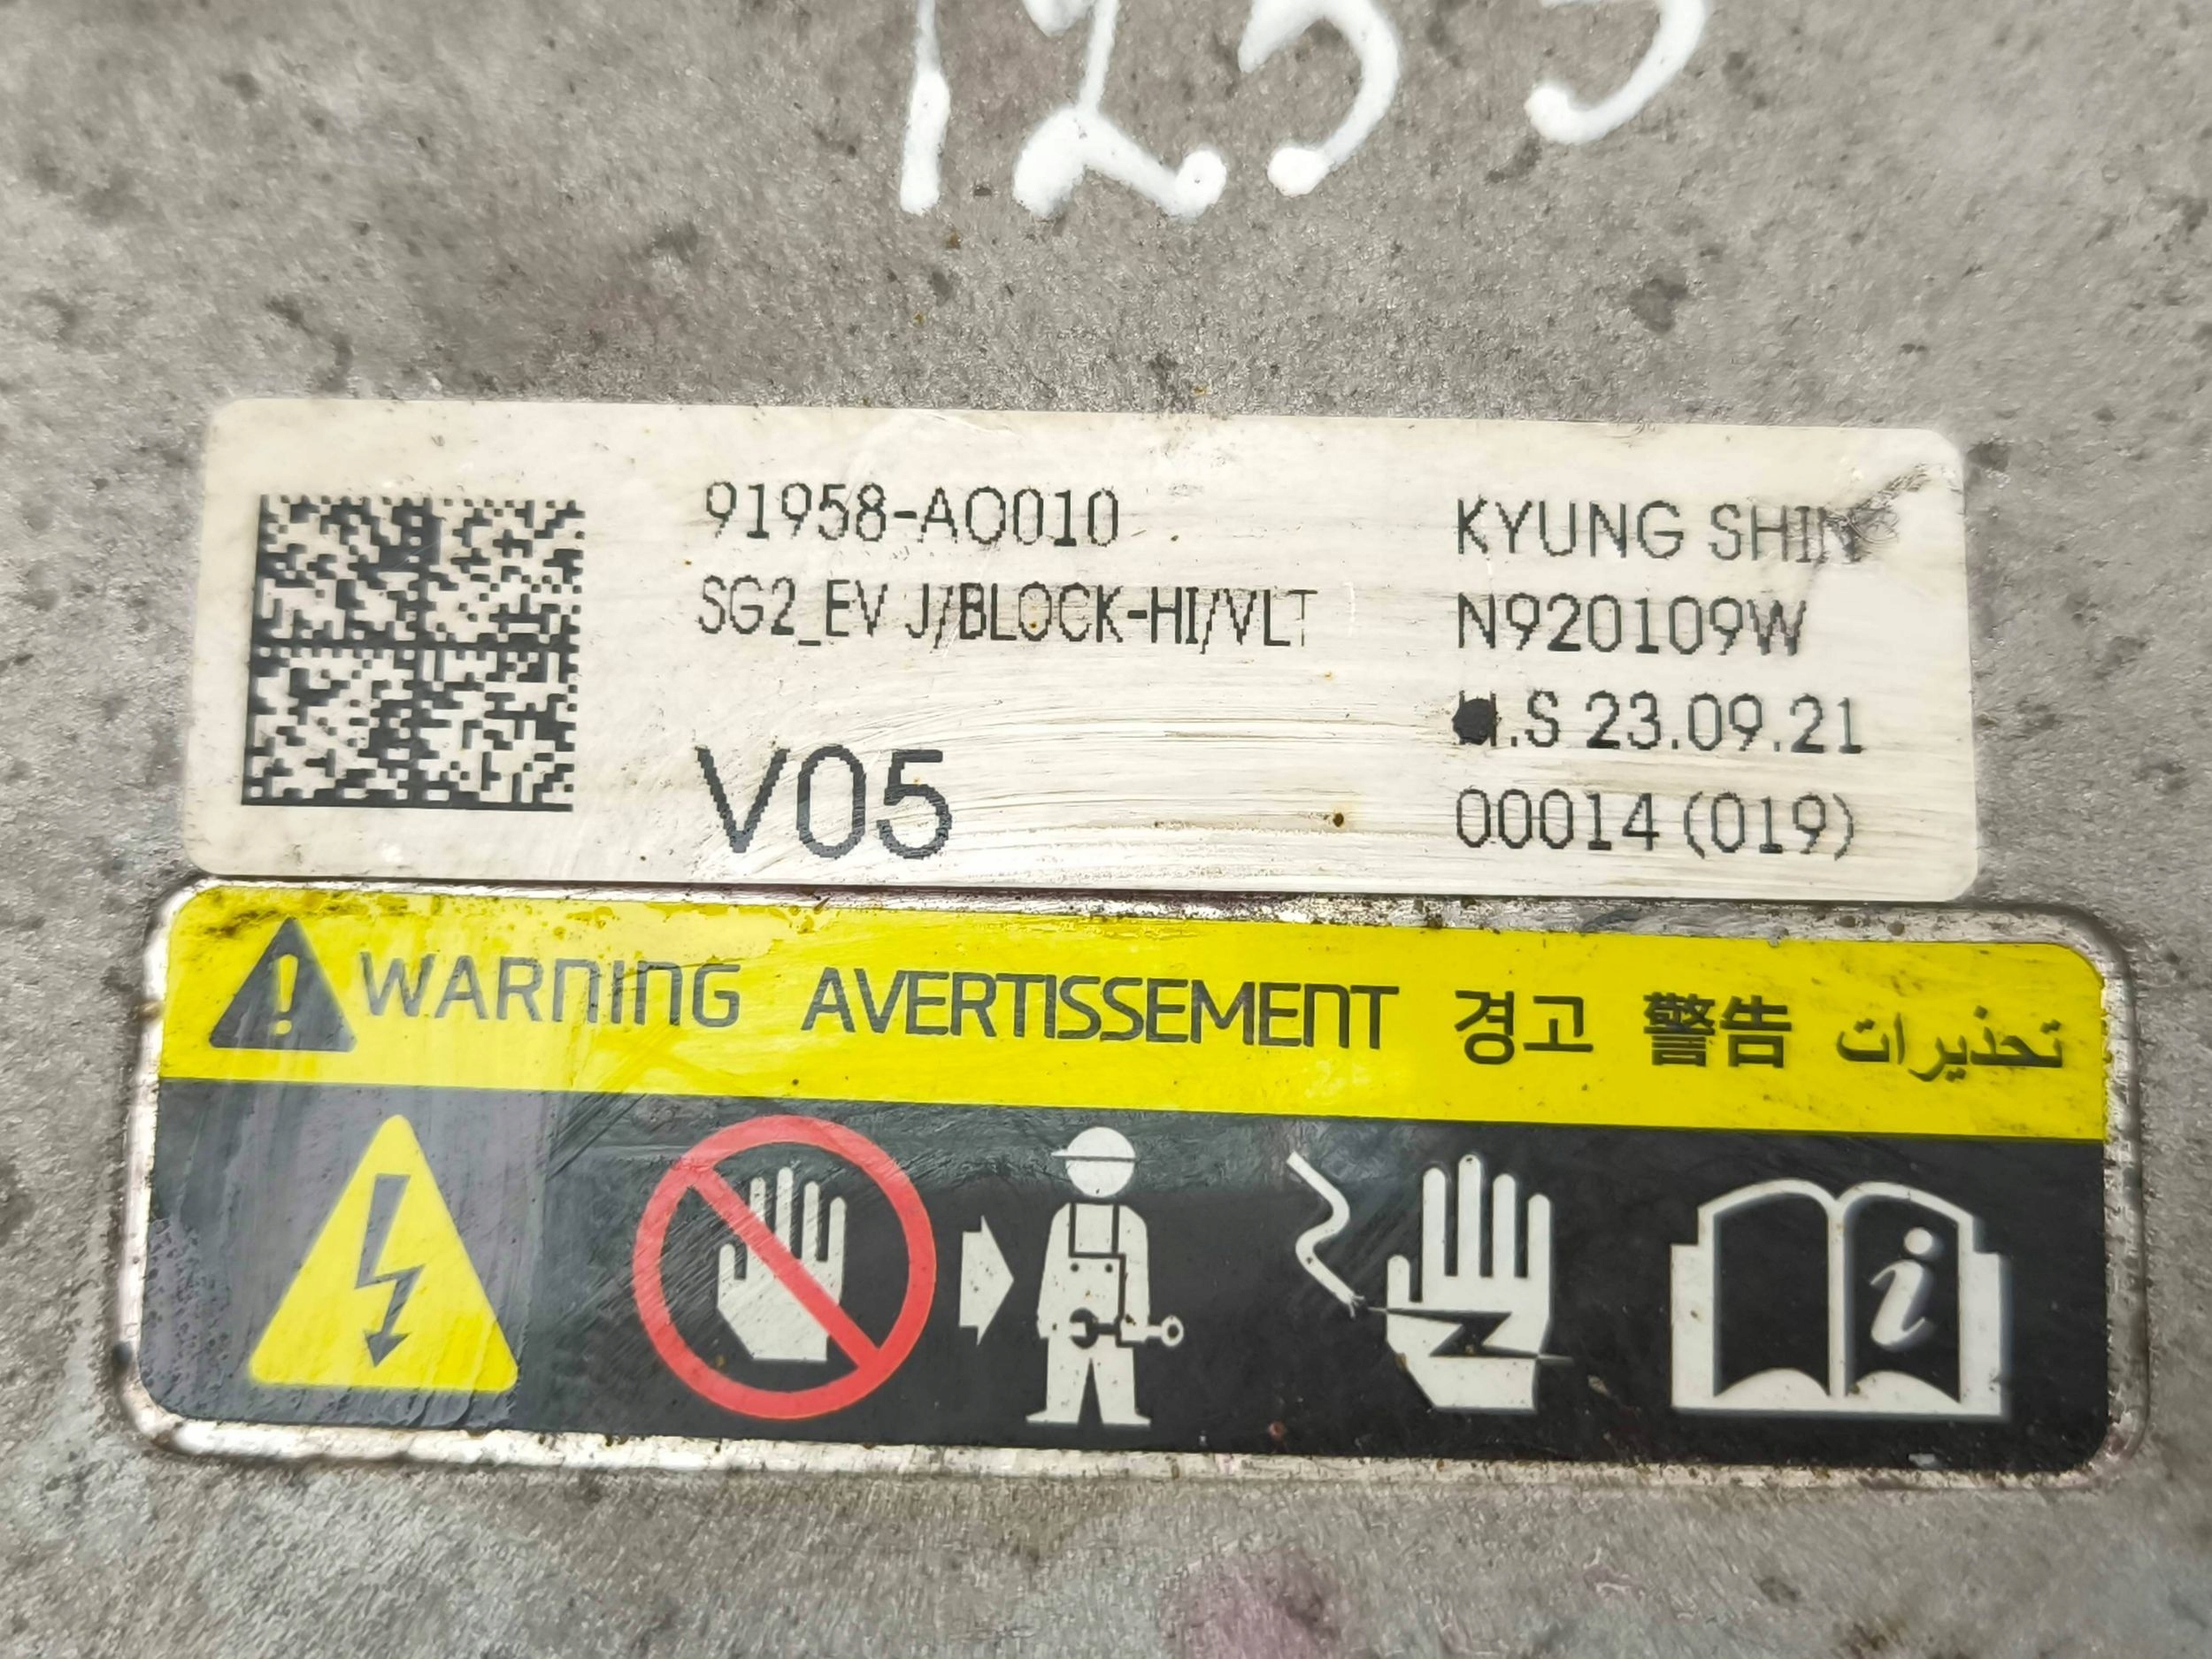 91958-AO010
SG2_EV J/BLOCK-HI/VLT
V05
KYUNG SHIN
N920109W
.S 23.09.21
00014 (019)
WARNING AVERTISSEMENT 경고 警告 تحذيرات